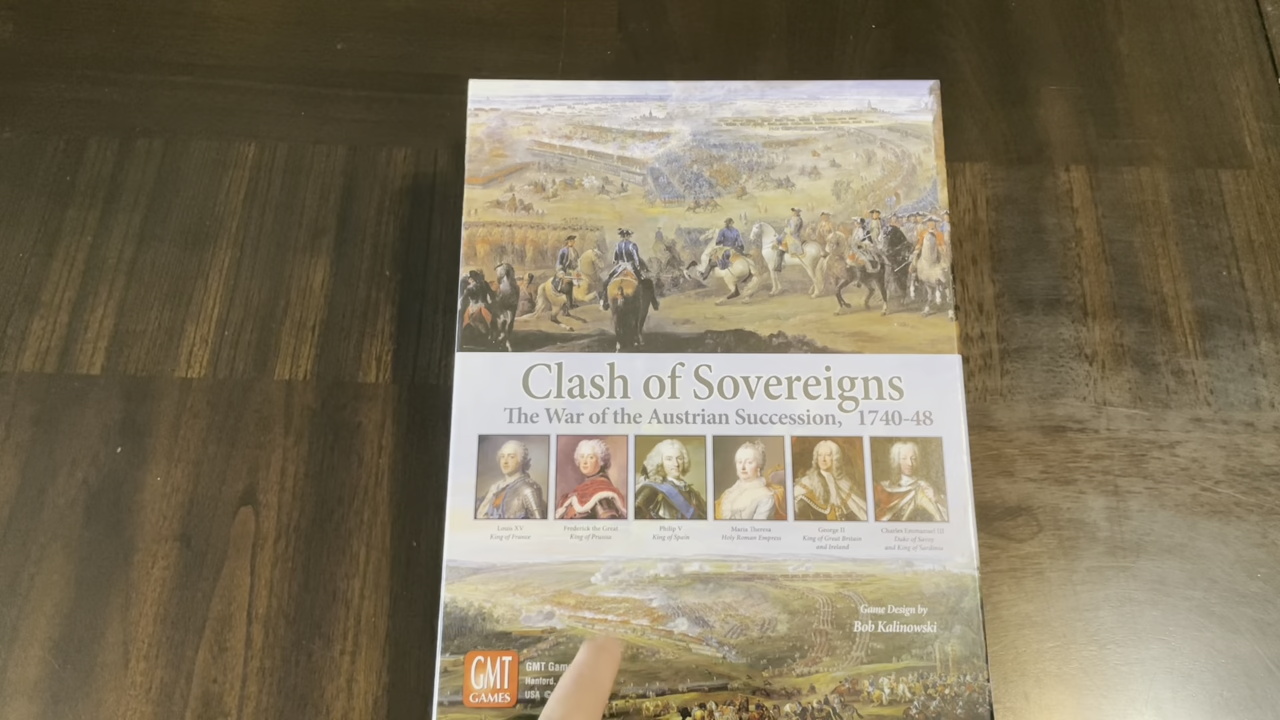 Clash of Sovereigns
The War of the Austrian Succession, 1740-48
Louis XV
King of France
Frederick the Great
King of Prussia
Philip V
King of Spain
Maria Theresa
Holy Roman Empress
George II
King of Great Britain
and Ireland
Charles Emmanuel III
Duke of Savoy
and King of Sardinia
Game Design by
Bob Kalinowski
GMT
GAMES
GMT
Hanford,
USA ©